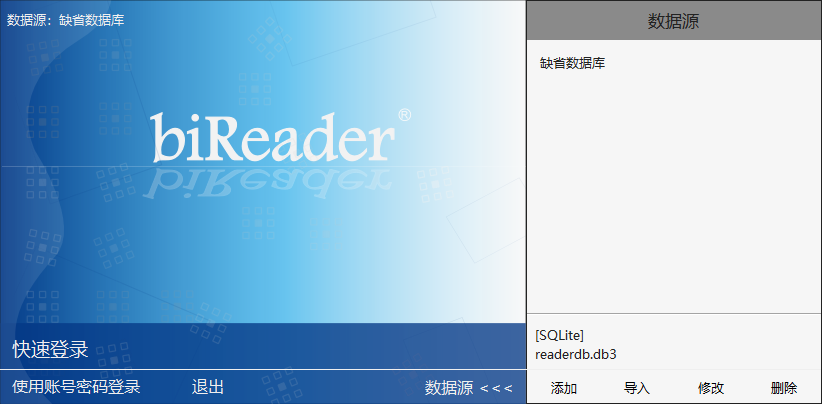 数据源：缺省数据库
biReader®
快速登录
使用账号密码登录
退出
数据源 <<<
数据源
缺省数据库
[SQLite]
readerdb.db3
添加
导入
修改
删除